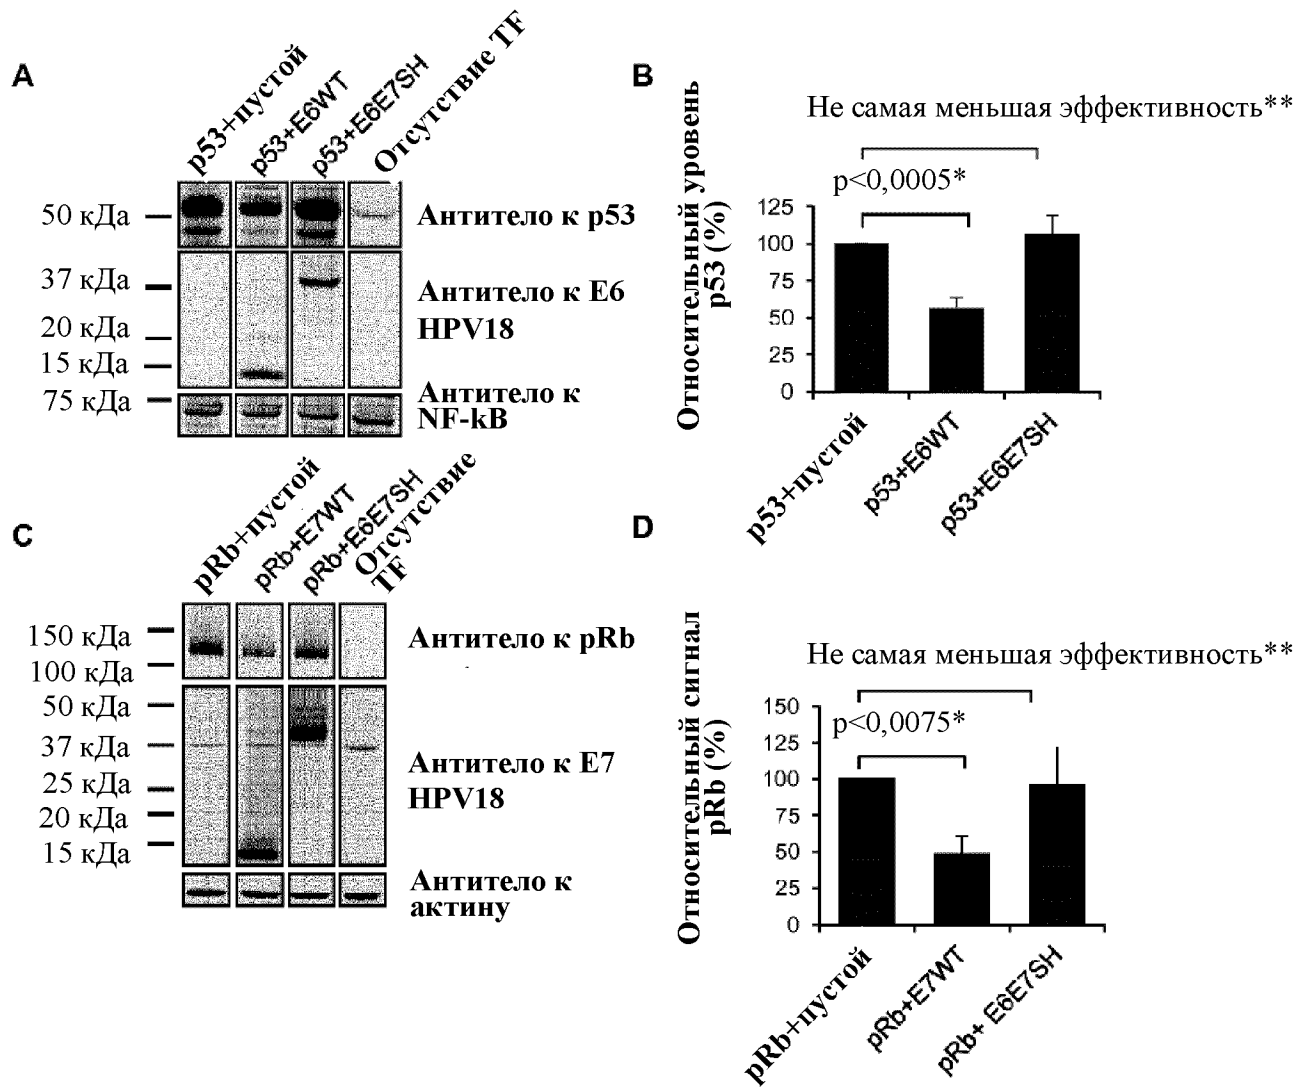 A
p53+пустой
p53+E6WT
p53+E6E7SH
Отсутствие TF
50 кДа
37 кДа
20 кДа
15 кДа
75 кДа
Антитело к p53
Антитело к E6
HPV18
Антитело к
NF-kB
B
Не самая меньшая эффективность**
p<0,0005*
Относительный уровень
p53 (%)
125
100
75
50
25
0
p53+пустой
p53+E6WT
p53+E6E7SH
C
pRb+пустой
pRb+E7WT
pRb+E6E7SH
Отсутствие
TF
150 кДа
100 кДа
50 кДа
37 кДа
25 кДа
20 кДа
15 кДа
Антитело к pRb
Антитело к E7
HPV18
Антитело к
актину
D
Не самая меньшая эффективность**
p<0,0075*
Относительный сигнал
pRb (%)
150
125
100
75
50
25
0
pRb+пустой
pRb+E7WT
pRb+ E6E7SH